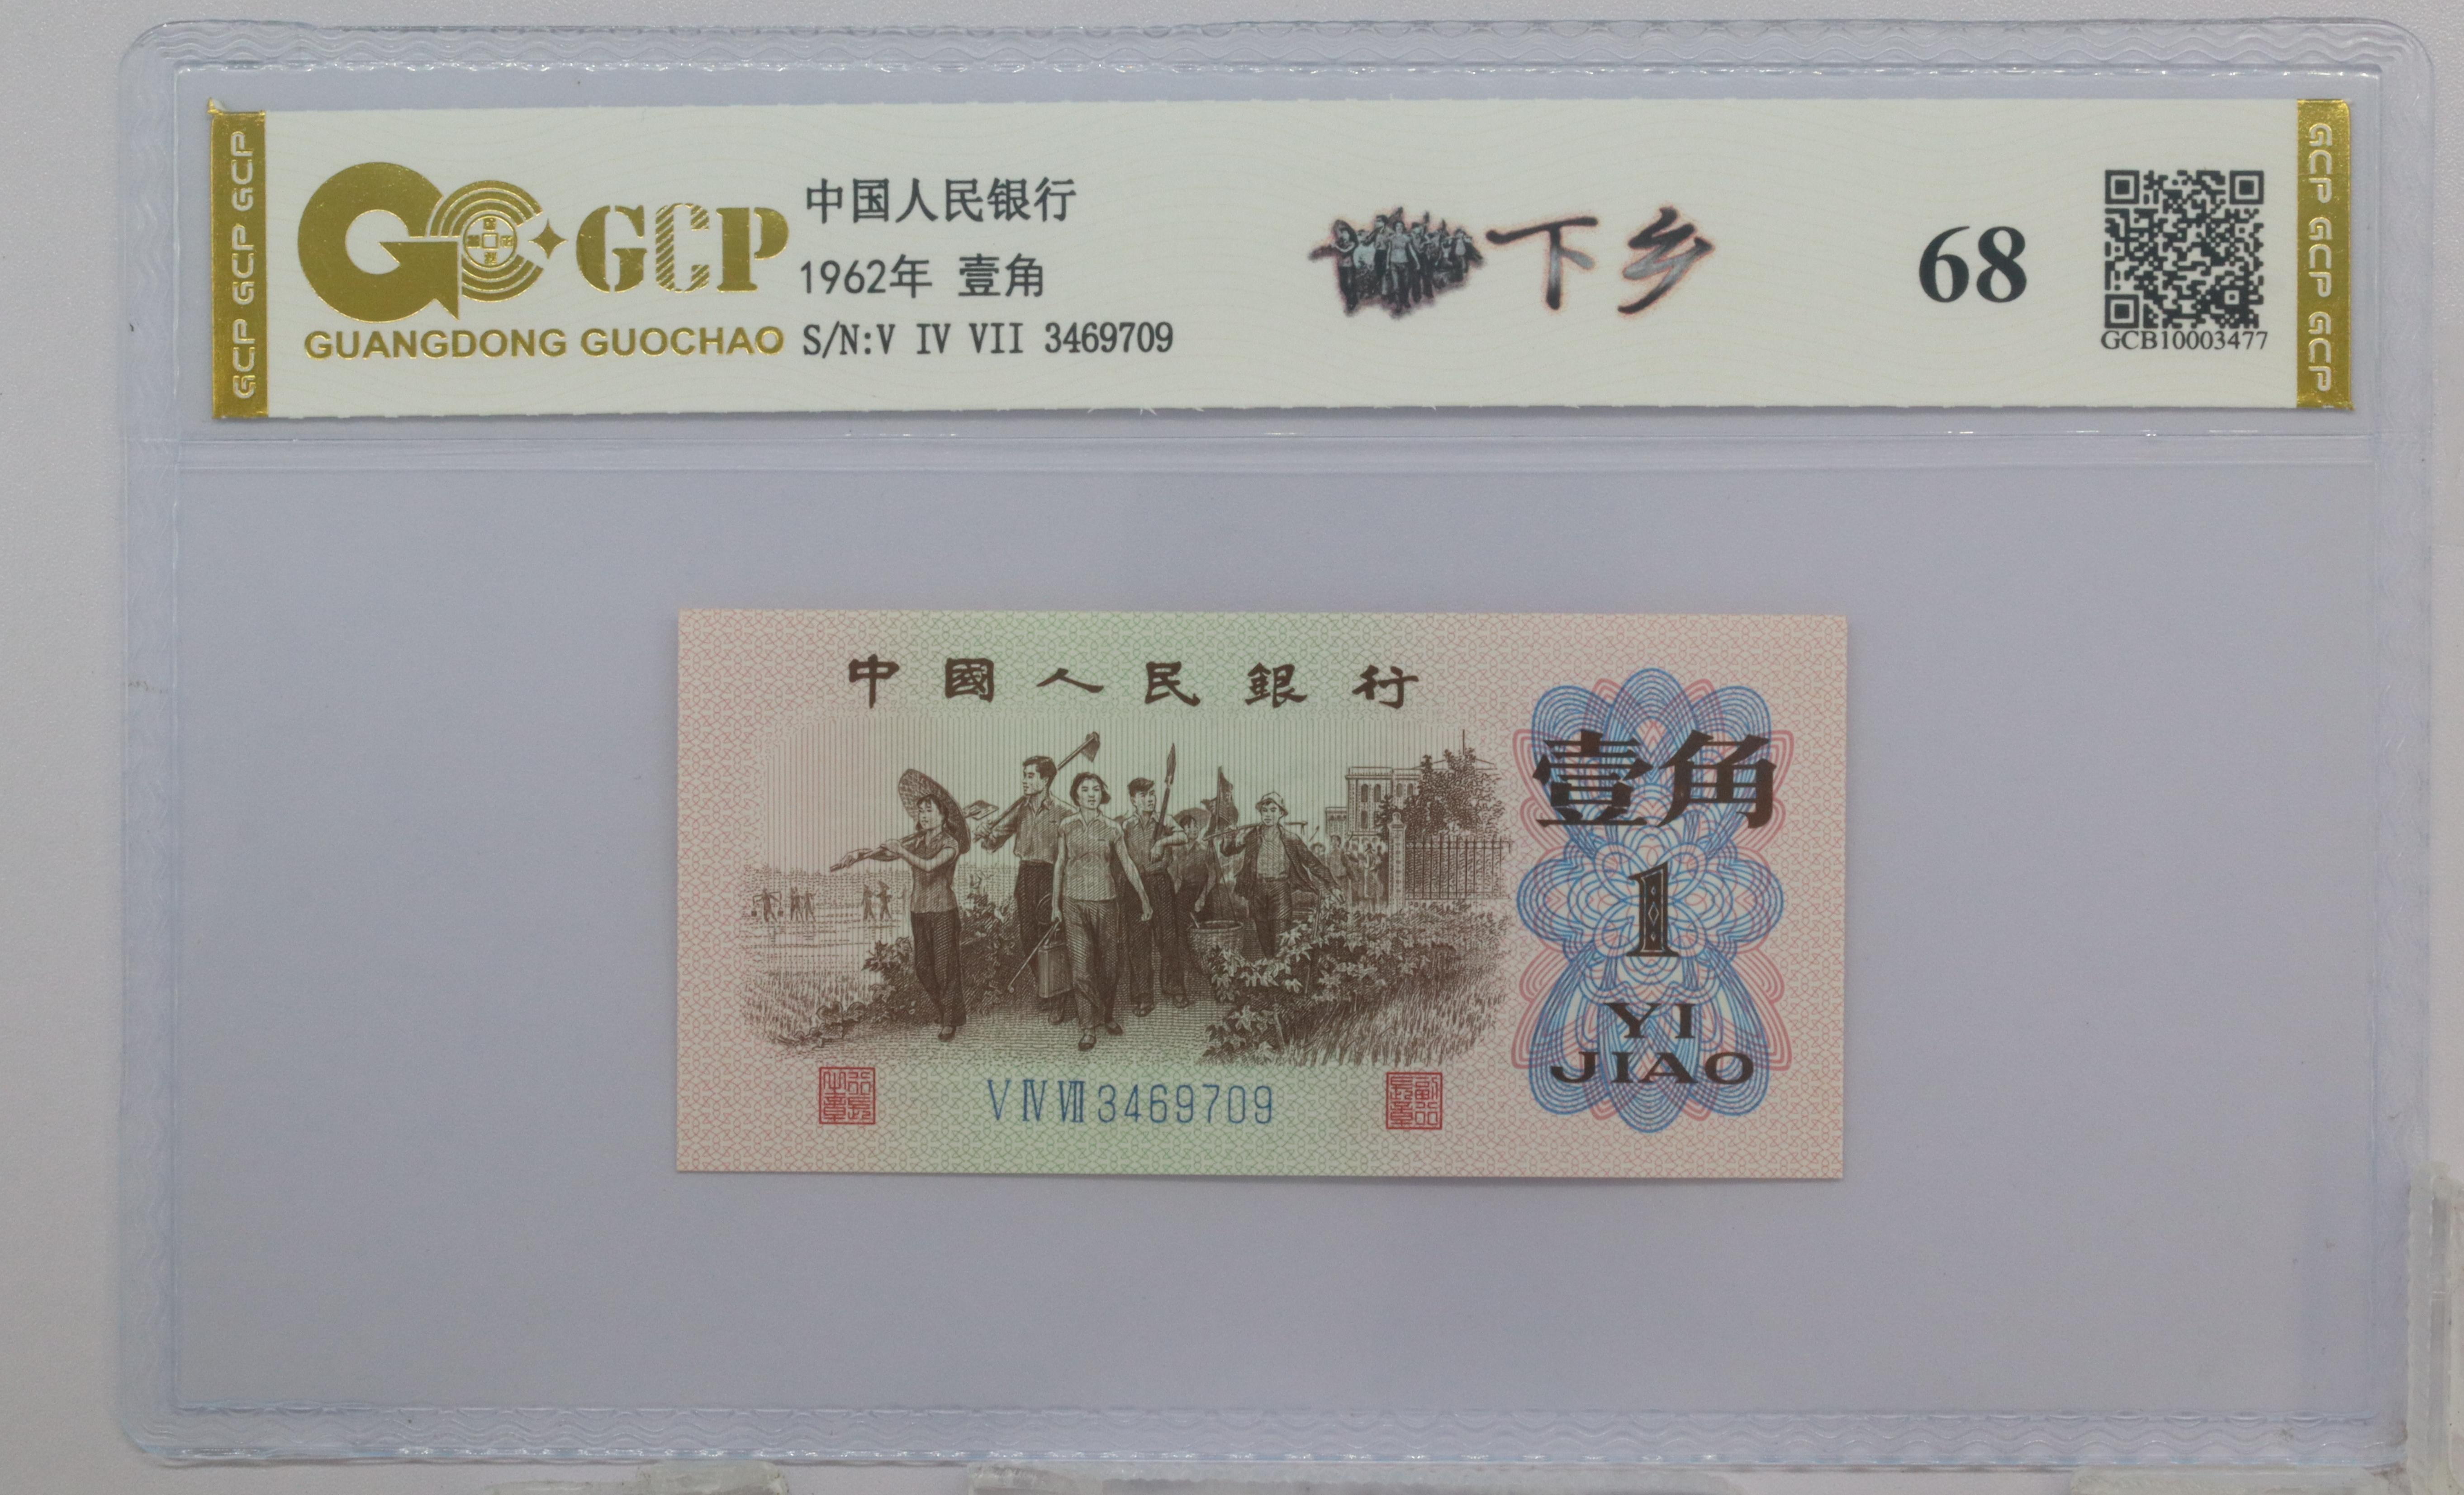 GCP GCP GCP
GCP
GUANGDONG GUOCHAO
中国人民银行
1962年 壹角
S/N:V IV VII 3469709
下乡
68
GCB10003477
GCP GCP GCP
中國人民銀行
壹角
1
YI
JIAO
V IV VII 3469709